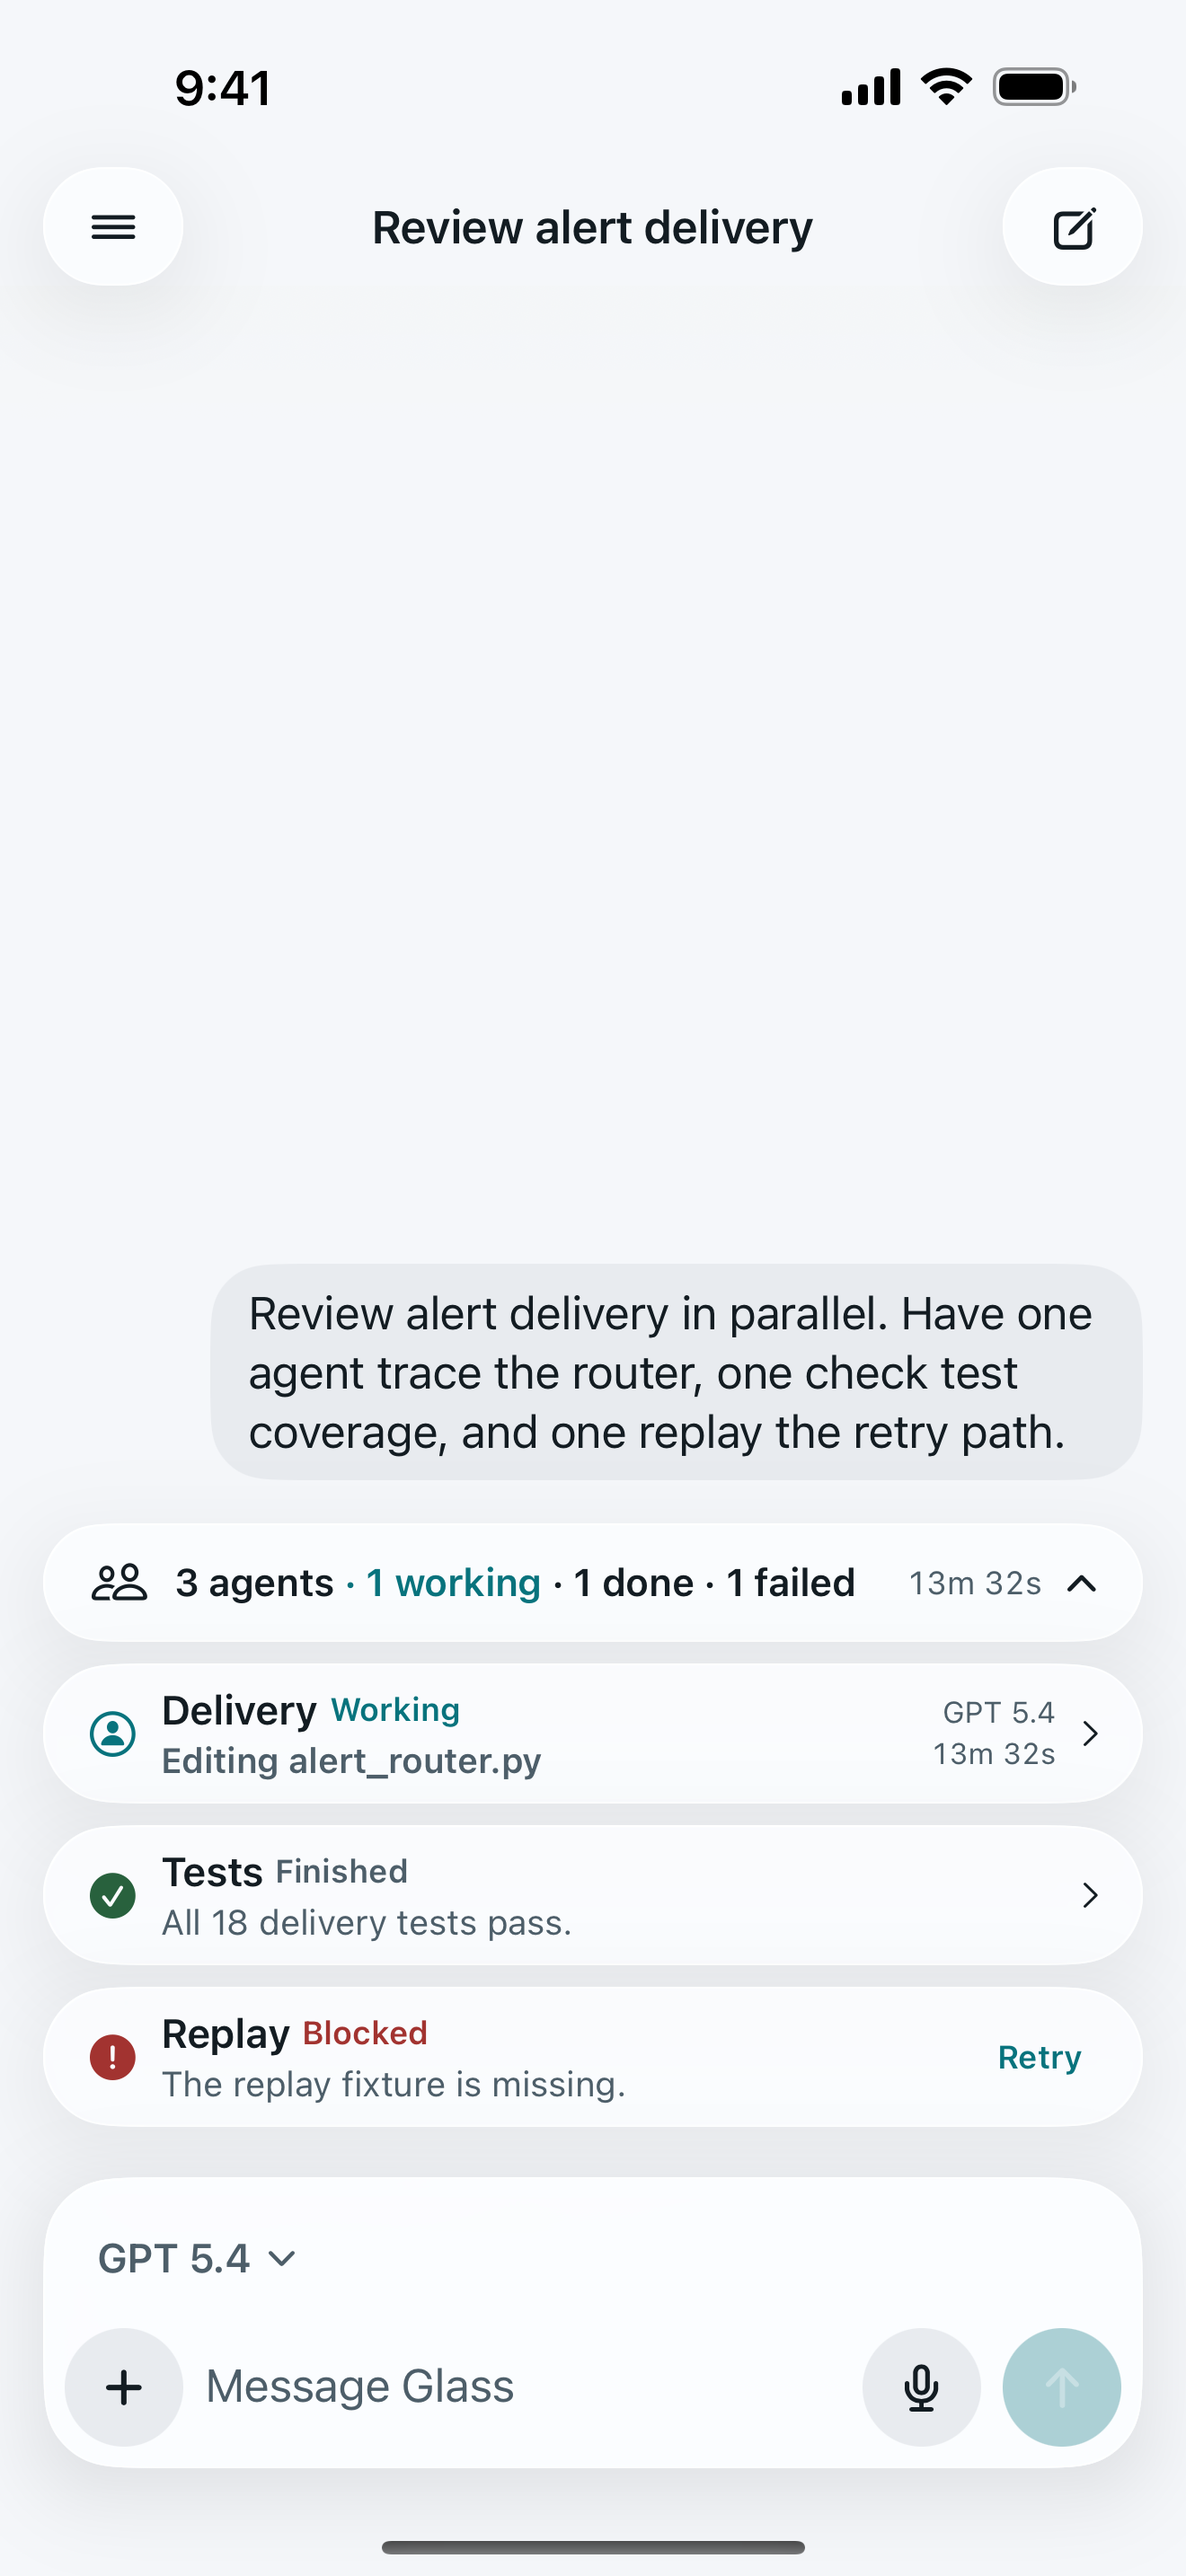 9:41
Review alert delivery
Review alert delivery in parallel. Have one
agent trace the router, one check test
coverage, and one replay the retry path.
3 agents · 1 working · 1 done · 1 failed 13m 32s
Delivery Working
GPT 5.4
Editing alert_router.py
13m 32s
Tests Finished
All 18 delivery tests pass.
Replay Blocked
The replay fixture is missing.
Retry
GPT 5.4
Message Glass